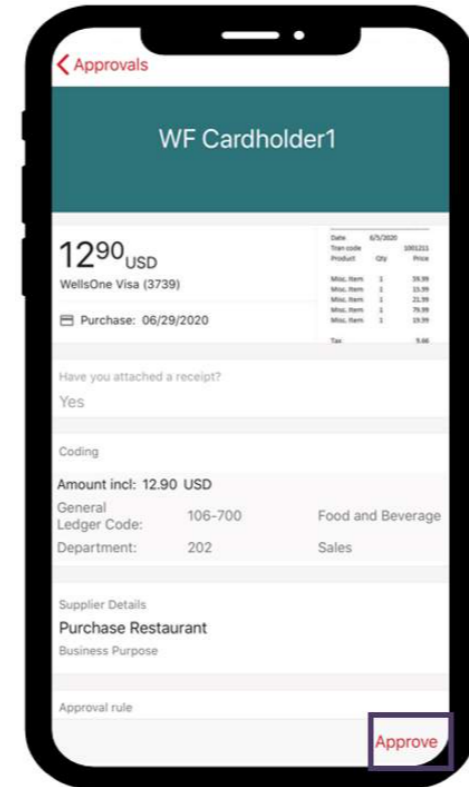 Approvals
WF Cardholder1
12⁹⁰ USD
WellsOne Visa (3739)
Purchase: 06/29/2020
Date 6/5/2020
Tran code 1001211
Product Qty Price
Misc. Item 1 59.99
Misc. Item 1 15.99
Misc. Item 1 21.99
Misc. Item 1 79.99
Misc. Item 1 19.99
Tax 9.66
Have you attached a receipt?
Yes
Coding
Amount incl: 12.90 USD
General Ledger Code: 106-700 Food and Beverage
Department: 202 Sales
Supplier Details
Purchase Restaurant
Business Purpose
Approval rule
Approve